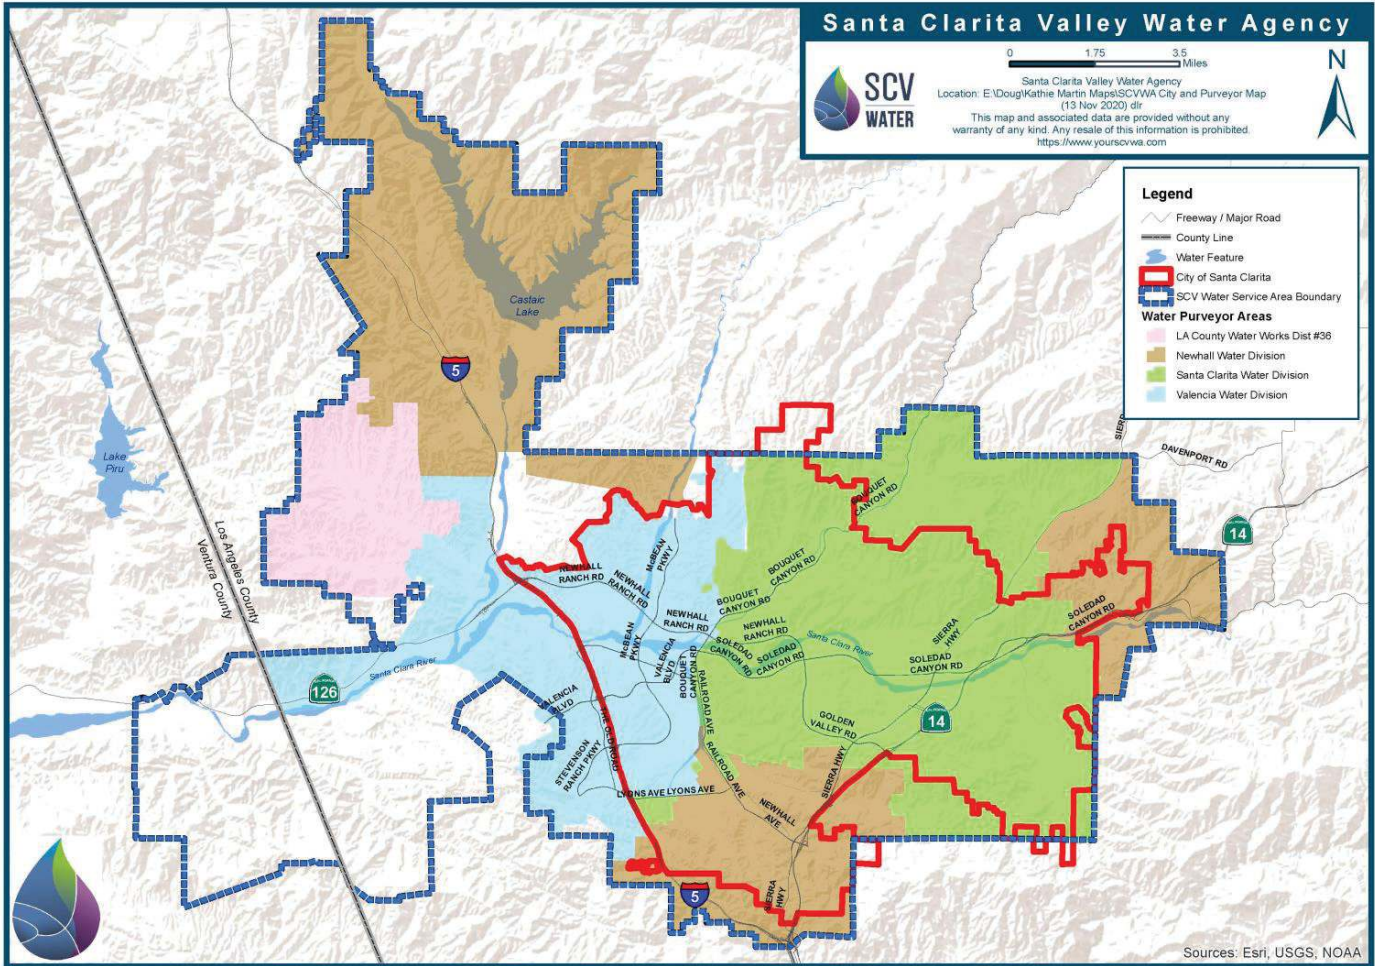 Santa Clarita Valley Water Agency
0 1.75 3.5
Miles
N
SCV
WATER
Santa Clarita Valley Water Agency
Location: E:\Doug\Kathie Martin Maps\SCVWA City and Purveyor Map
(13 Nov 2020) dlr
This map and associated data are provided without any
warranty of any kind. Any resale of this information is prohibited.
https://www.yourscvwa.com
Legend
Freeway / Major Road
County Line
Water Feature
City of Santa Clarita
SCV Water Service Area Boundary
Water Purveyor Areas
LA County Water Works Dist #36
Newhall Water Division
Santa Clarita Water Division
Valencia Water Division
Castaic
Lake
5
Lake
Piru
Los Angeles County
Ventura County
DAVENPORT RD
BOUQUET
CANYON RD
14
McBEAN
PKWY
NEWHALL
RANCH RD
NEWHALL
RANCH RD
BOUQUET
CANYON RD
BOUQUET
CANYON RD
NEWHALL
RANCH RD
NEWHALL
RANCH RD
SOLEDAD
CANYON RD
SIERRA
HWY
McBEAN
PKWY
VALENCIA
BLVD
BOUQUET
CANYON RD
SOLEDAD
CANYON RD
SOLEDAD
CANYON RD
Santa Clara River
SOLEDAD
CANYON RD
Santa Clara River
126
VALENCIA
BLVD
THE OLD ROAD
RAILROAD AVE
GOLDEN
VALLEY RD
14
STEVENSON
RANCH PKWY
RAILROAD AVE
SIERRA HWY
LYONS AVE LYONS AVE
NEWHALL
AVE
5
SIERRA
HWY
Sources: Esri, USGS, NOAA